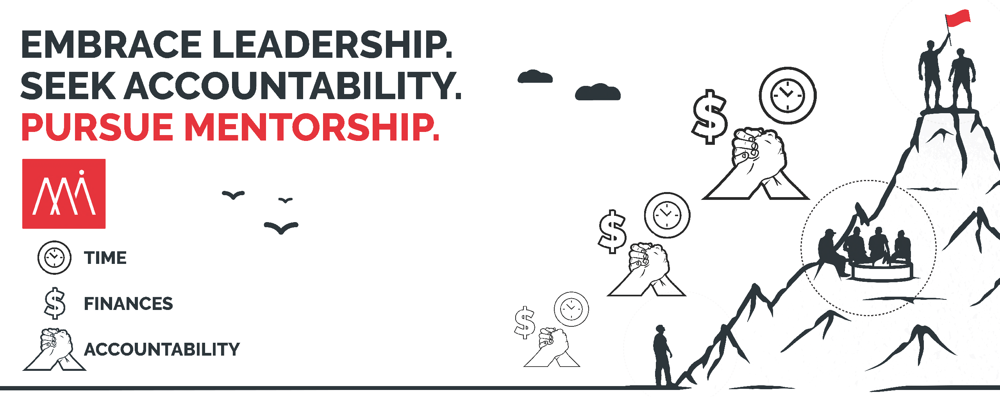 EMBRACE LEADERSHIP.
SEEK ACCOUNTABILITY.
PURSUE MENTORSHIP.
TIME
$ FINANCES
ACCOUNTABILITY
$
$
$